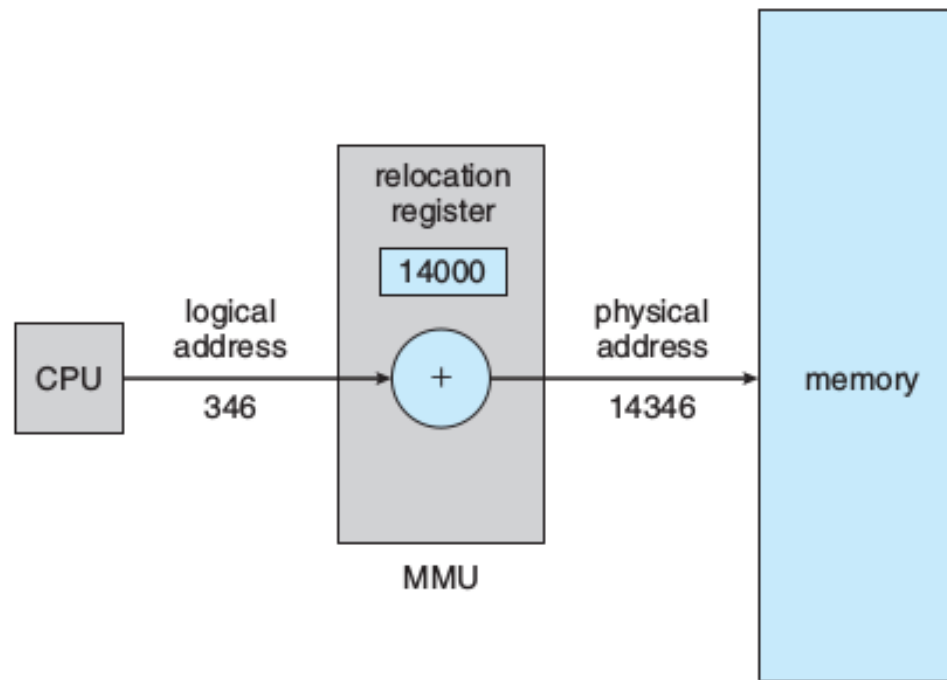 relocation
register
14000
logical
address
physical
address
CPU
+
memory
346
14346
MMU